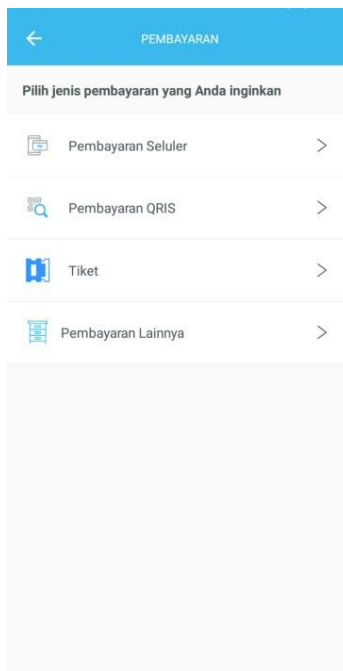 PEMBAYARAN
Pilih jenis pembayaran yang Anda inginkan
Pembayaran Seluler
Pembayaran QRIS
Tiket
Pembayaran Lainnya